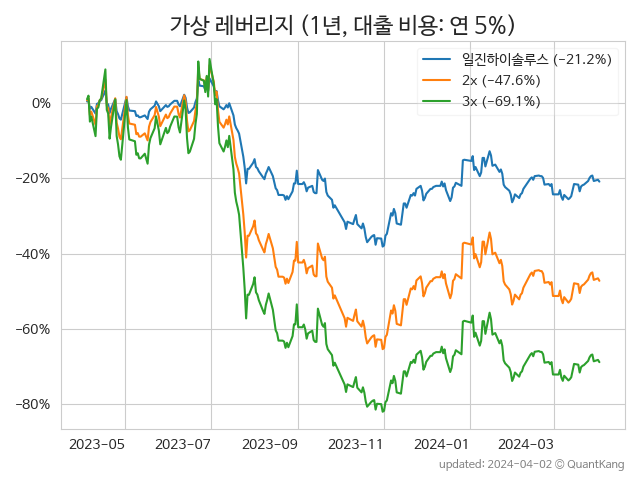 가상 레버리지 (1년, 대출 비용: 연 5%)
일진하이솔루스 (−21.2%)
2x (−47.6%)
3x (−69.1%)
0%
−20%
−40%
−60%
−80%
2023−05 2023−07 2023−09 2023−11 2024−01 2024−03
updated: 2024−04−02 © QuantKang